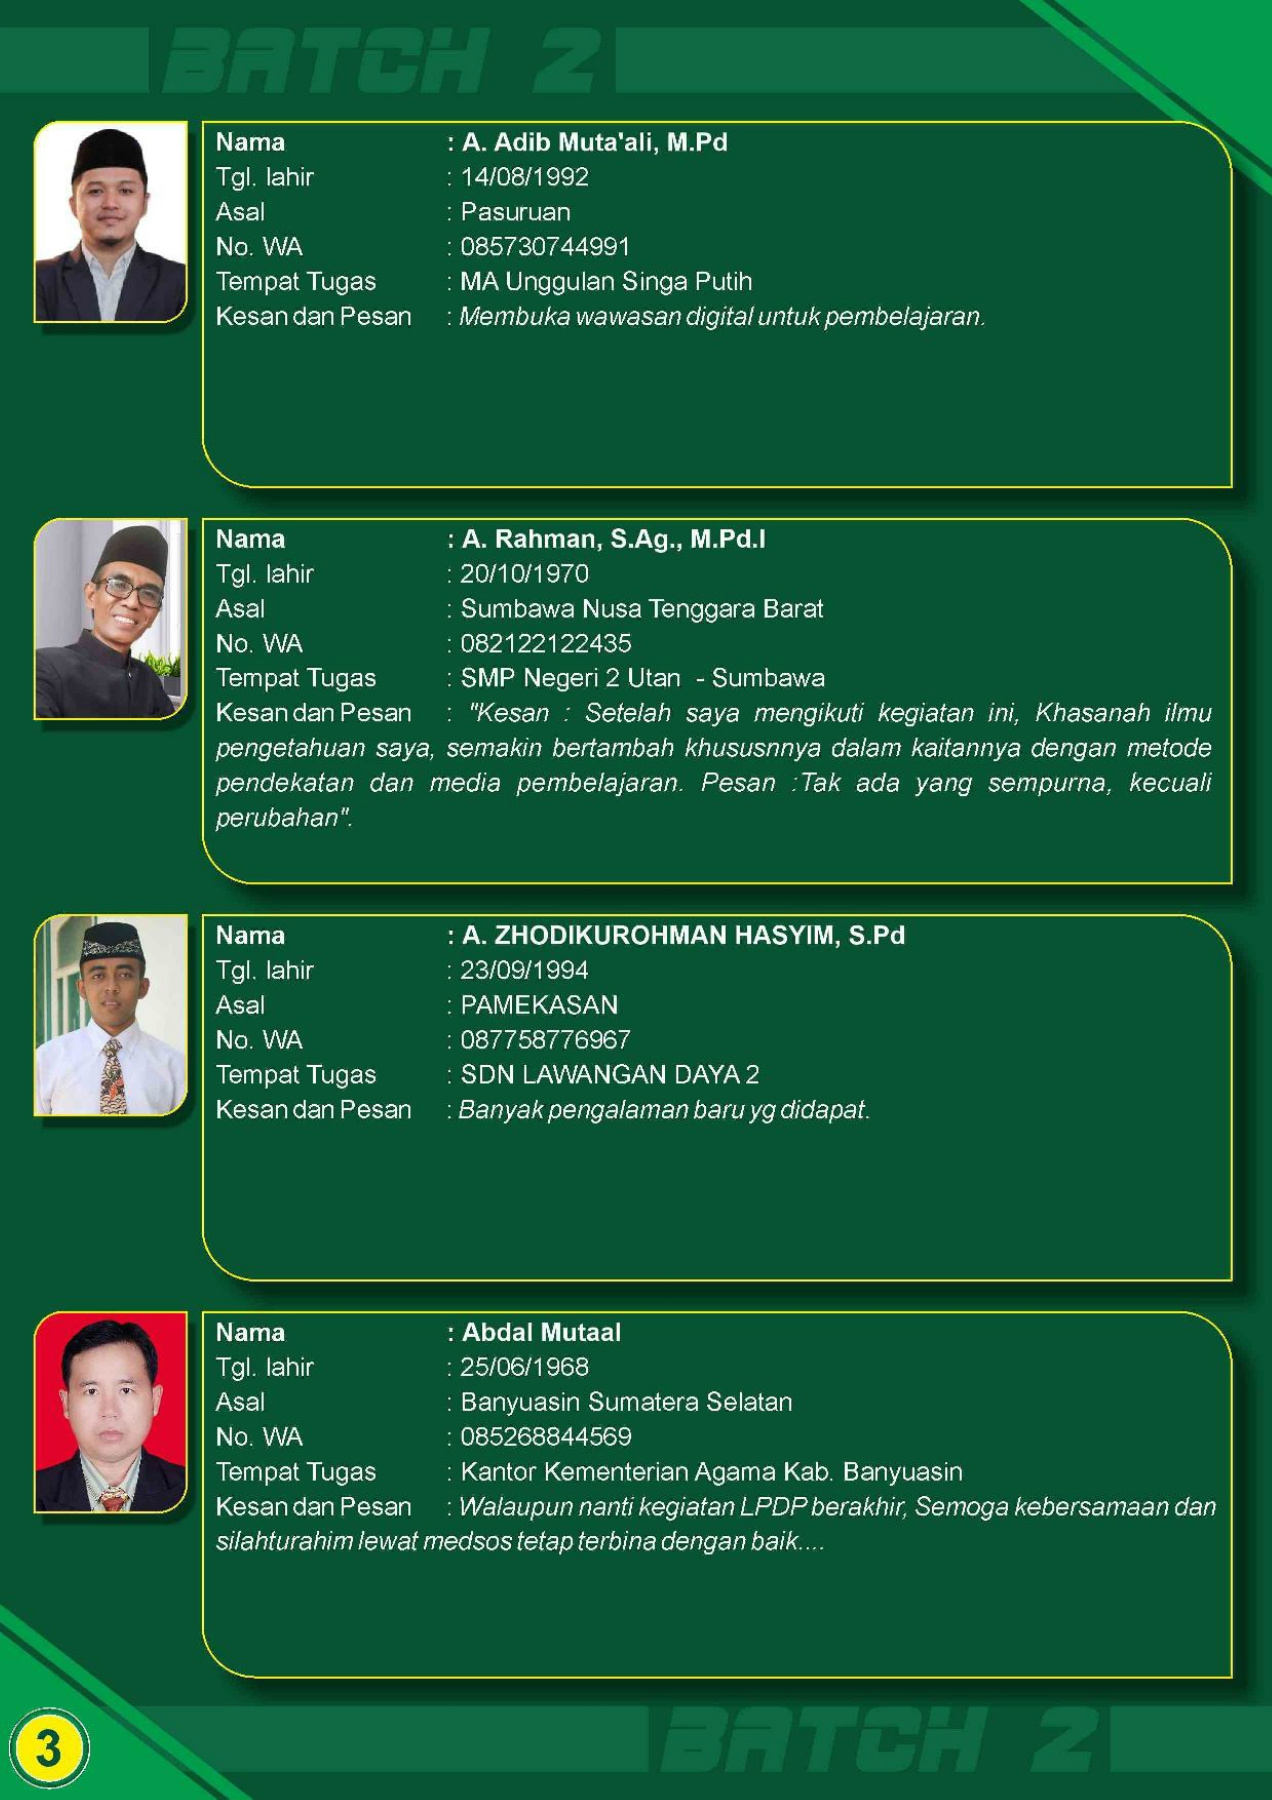 BATCH 2
Nama : A. Adib Muta'ali, M.Pd
Tgl. lahir : 14/08/1992
Asal : Pasuruan
No. WA : 085730744991
Tempat Tugas : MA Unggulan Singa Putih
Kesan dan Pesan : Membuka wawasan digital untuk pembelajaran.
Nama : A. Rahman, S.Ag., M.Pd.I
Tgl. lahir : 20/10/1970
Asal : Sumbawa Nusa Tenggara Barat
No. WA : 082122122435
Tempat Tugas : SMP Negeri 2 Utan - Sumbawa
Kesan dan Pesan : "Kesan : Setelah saya mengikuti kegiatan ini, Khasanah ilmu
pengetahuan saya, semakin bertambah khususnnya dalam kaitannya dengan metode
pendekatan dan media pembelajaran. Pesan :Tak ada yang sempurna, kecuali
perubahan".
Nama : A. ZHODIKUROHMAN HASYIM, S.Pd
Tgl. lahir : 23/09/1994
Asal : PAMEKASAN
No. WA : 087758776967
Tempat Tugas : SDN LAWANGAN DAYA 2
Kesan dan Pesan : Banyak pengalaman baru yg didapat.
Nama : Abdal Mutaal
Tgl. lahir : 25/06/1968
Asal : Banyuasin Sumatera Selatan
No. WA : 085268844569
Tempat Tugas : Kantor Kementerian Agama Kab. Banyuasin
Kesan dan Pesan : Walaupun nanti kegiatan LPDP berakhir, Semoga kebersamaan dan
silahturahim lewat medsos tetap terbina dengan baik....
3
BATCH 2